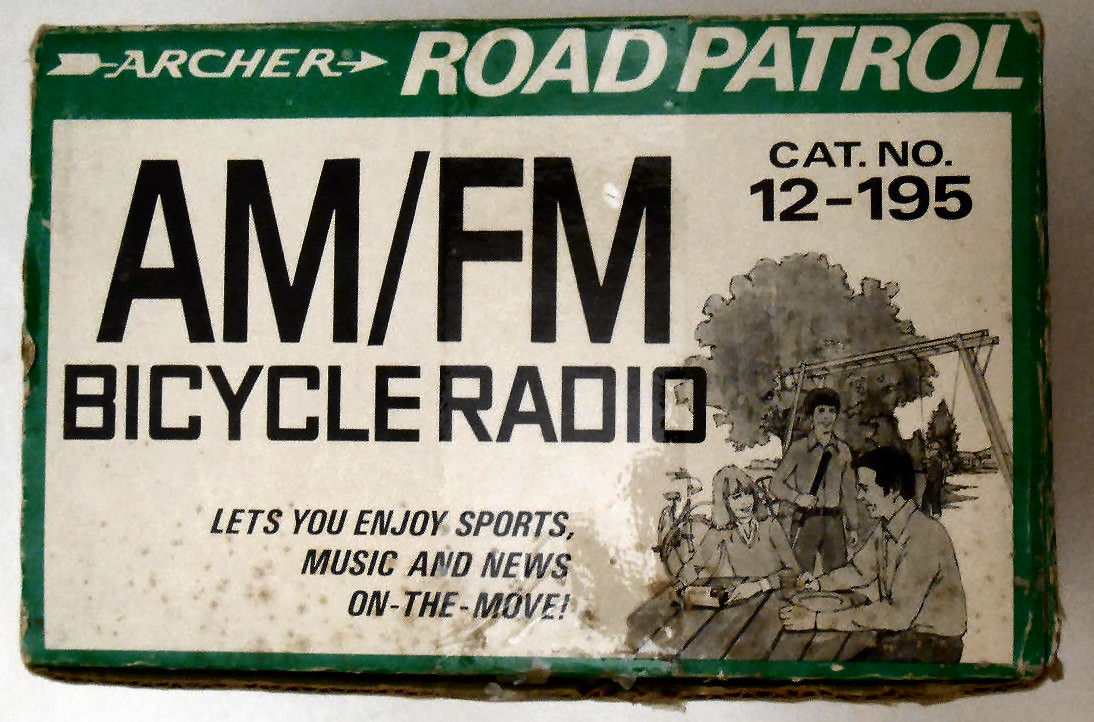 ARCHER ROAD PATROL
CAT. NO.
12-195
AM/FM
BICYCLE RADIO
LETS YOU ENJOY SPORTS,
MUSIC AND NEWS
ON-THE-MOVE!